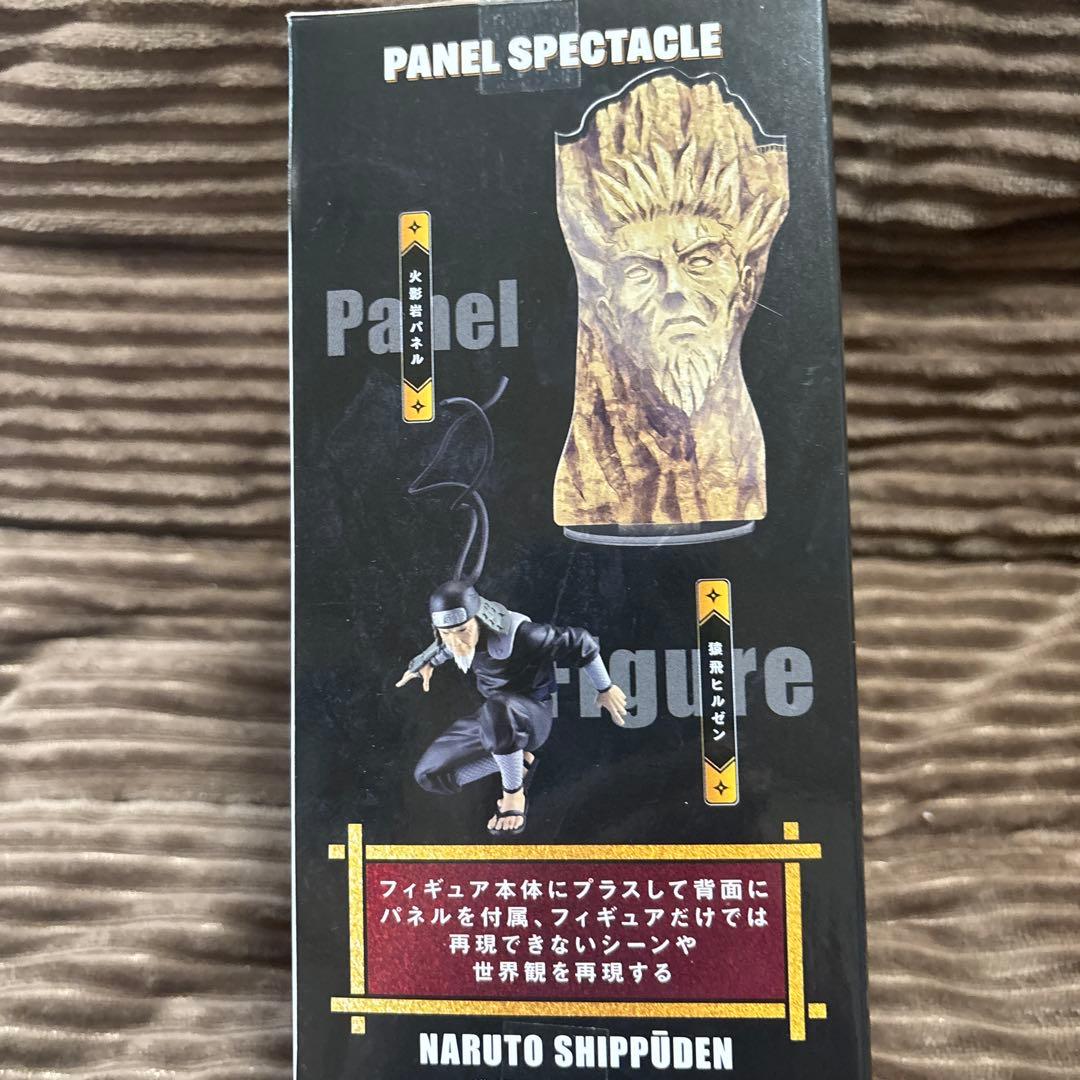 PANEL SPECTACLE
Panel
火影岩パネル
Figure
猿飛ヒルゼン
フィギュア本体にプラスして背面に
パネルを付属、フィギュアだけでは
再現できないシーンや
世界観を再現する
NARUTO SHIPPŪDEN